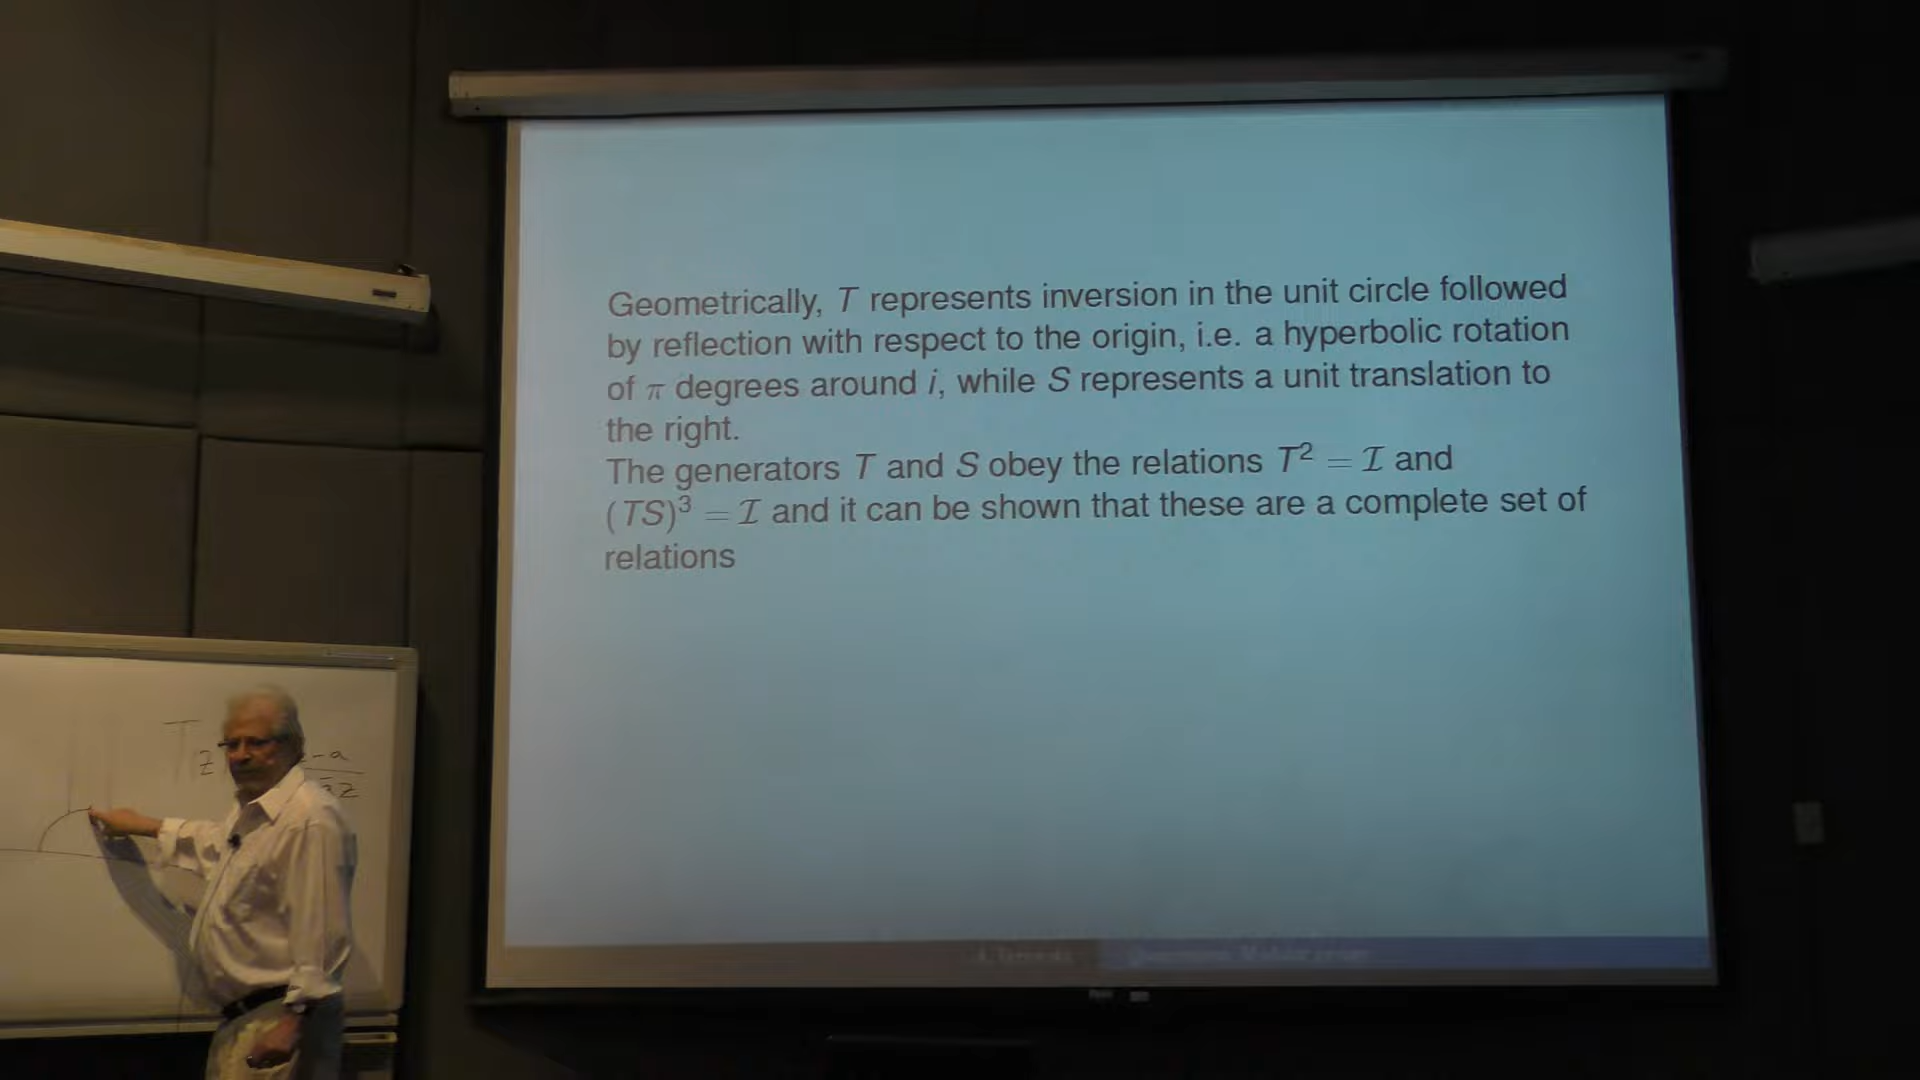 Geometrically, T represents inversion in the unit circle followed
by reflection with respect to the origin, i.e. a hyperbolic rotation
of π degrees around i, while S represents a unit translation to
the right.
The generators T and S obey the relations T² = I and
(TS)³ = I and it can be shown that these are a complete set of
relations
T
z
-a
z